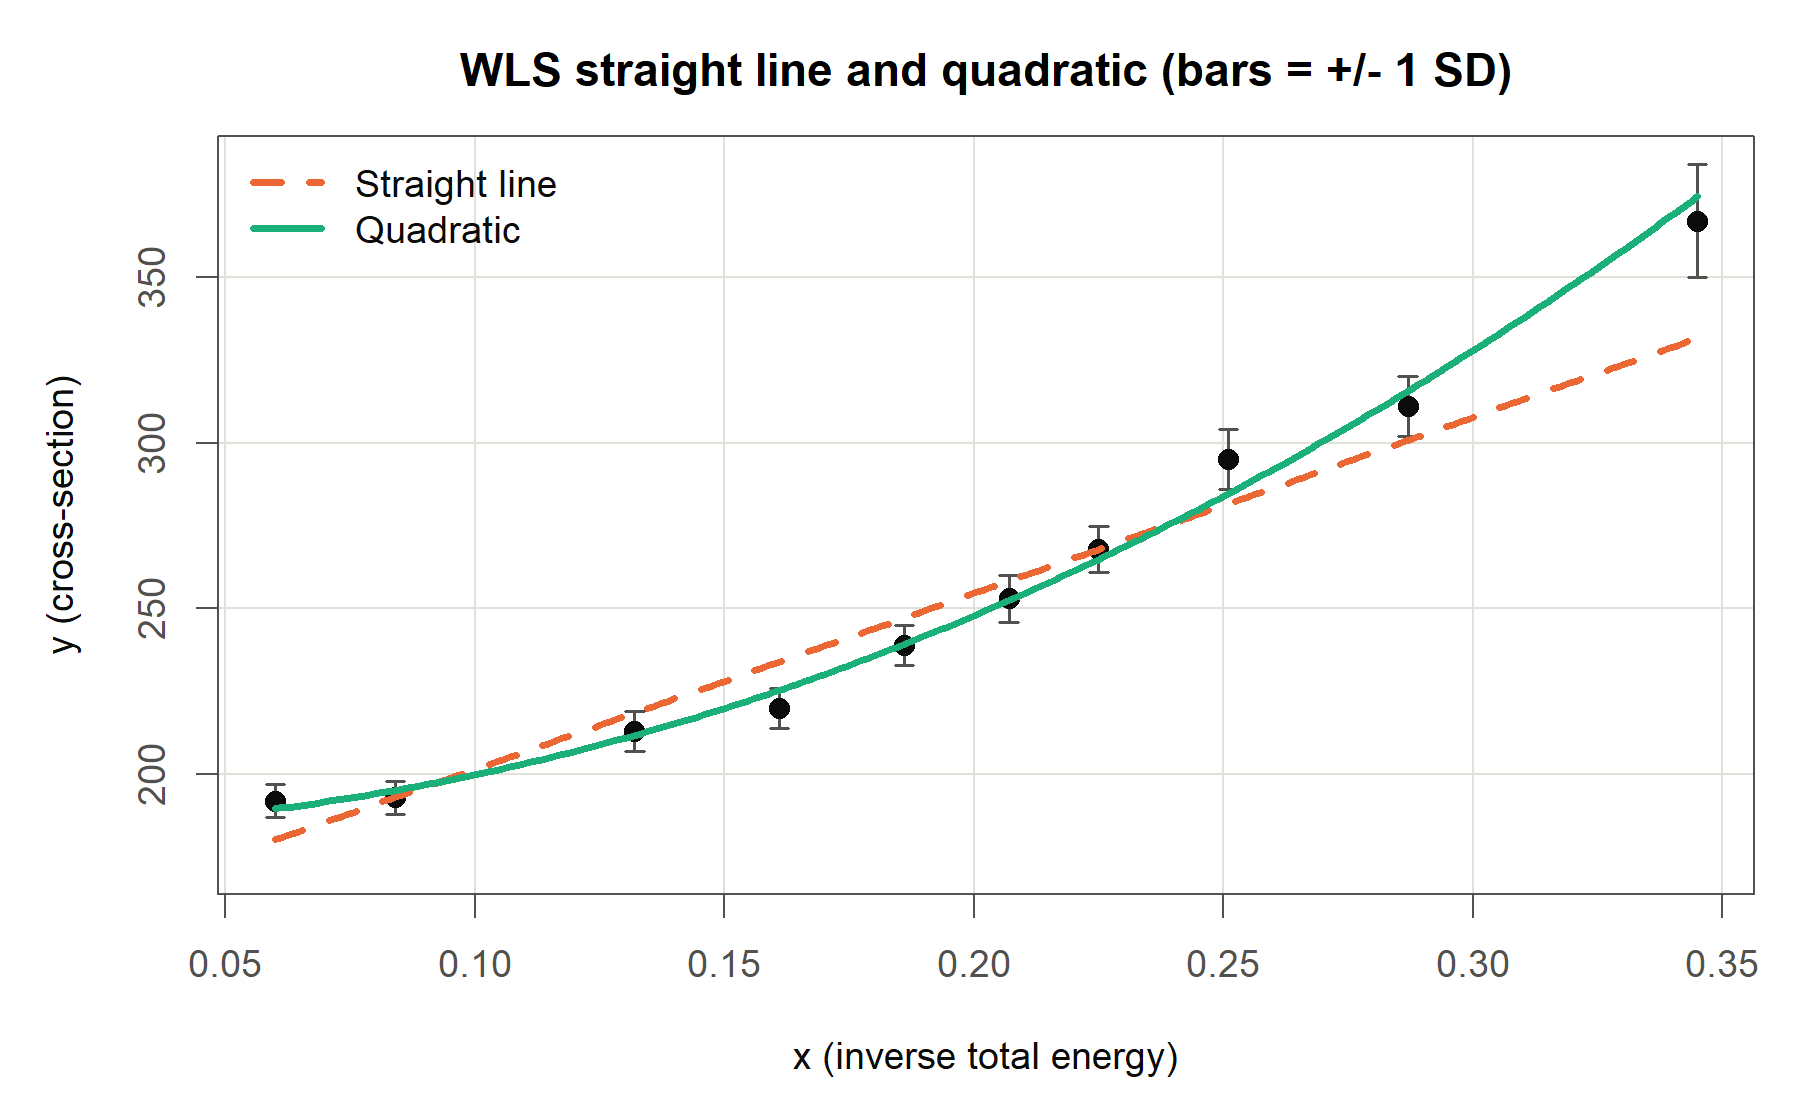 WLS straight line and quadratic (bars = +/- 1 SD)
Straight line
Quadratic
y (cross-section)
350
300
250
200
0.05 0.10 0.15 0.20 0.25 0.30 0.35
x (inverse total energy)